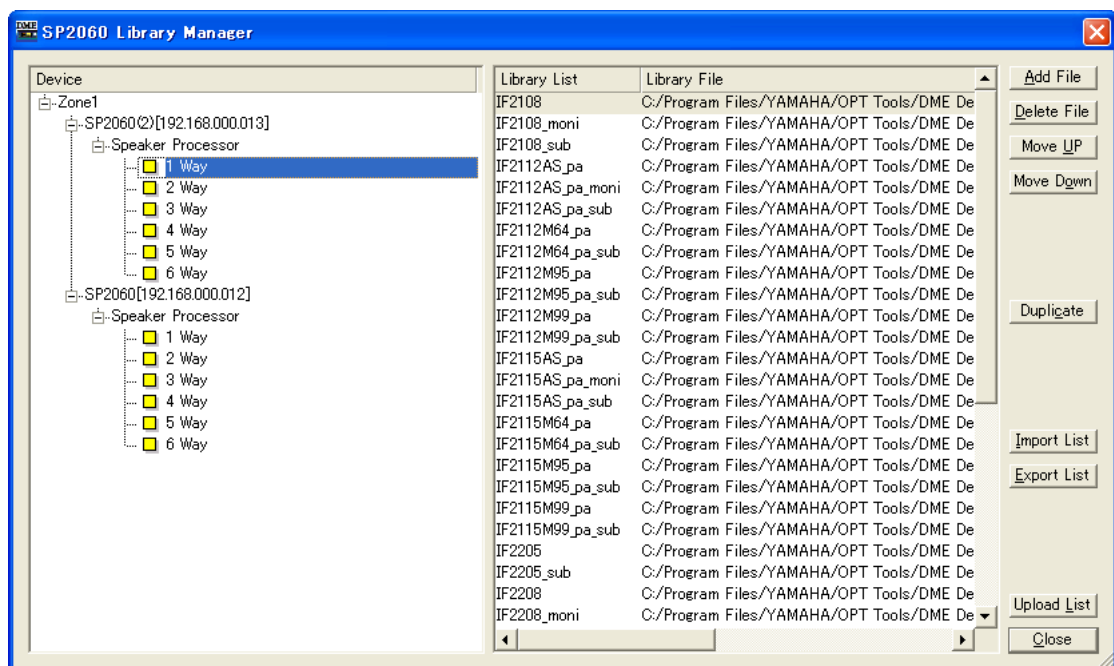 DME
SP2060 Library Manager
Device
Zone1
SP2060(2)[192.168.000.013]
Speaker Processor
1 Way
2 Way
3 Way
4 Way
5 Way
6 Way
SP2060[192.168.000.012]
Speaker Processor
1 Way
2 Way
3 Way
4 Way
5 Way
6 Way
Library List Library File
IF2108 C:/Program Files/YAMAHA/OPT Tools/DME De
IF2108_moni C:/Program Files/YAMAHA/OPT Tools/DME De
IF2108_sub C:/Program Files/YAMAHA/OPT Tools/DME De
IF2112AS_pa C:/Program Files/YAMAHA/OPT Tools/DME De
IF2112AS_pa_moni C:/Program Files/YAMAHA/OPT Tools/DME De
IF2112AS_pa_sub C:/Program Files/YAMAHA/OPT Tools/DME De
IF2112M64_pa C:/Program Files/YAMAHA/OPT Tools/DME De
IF2112M64_pa_sub C:/Program Files/YAMAHA/OPT Tools/DME De
IF2112M95_pa C:/Program Files/YAMAHA/OPT Tools/DME De
IF2112M95_pa_sub C:/Program Files/YAMAHA/OPT Tools/DME De
IF2112M99_pa C:/Program Files/YAMAHA/OPT Tools/DME De
IF2112M99_pa_sub C:/Program Files/YAMAHA/OPT Tools/DME De
IF2115AS_pa C:/Program Files/YAMAHA/OPT Tools/DME De
IF2115AS_pa_moni C:/Program Files/YAMAHA/OPT Tools/DME De
IF2115AS_pa_sub C:/Program Files/YAMAHA/OPT Tools/DME De
IF2115M64_pa C:/Program Files/YAMAHA/OPT Tools/DME De
IF2115M64_pa_sub C:/Program Files/YAMAHA/OPT Tools/DME De
IF2115M95_pa C:/Program Files/YAMAHA/OPT Tools/DME De
IF2115M95_pa_sub C:/Program Files/YAMAHA/OPT Tools/DME De
IF2115M99_pa C:/Program Files/YAMAHA/OPT Tools/DME De
IF2115M99_pa_sub C:/Program Files/YAMAHA/OPT Tools/DME De
IF2205 C:/Program Files/YAMAHA/OPT Tools/DME De
IF2205_sub C:/Program Files/YAMAHA/OPT Tools/DME De
IF2208 C:/Program Files/YAMAHA/OPT Tools/DME De
IF2208_moni C:/Program Files/YAMAHA/OPT Tools/DME De
Add File
Delete File
Move UP
Move Down
Duplicate
Import List
Export List
Upload List
Close